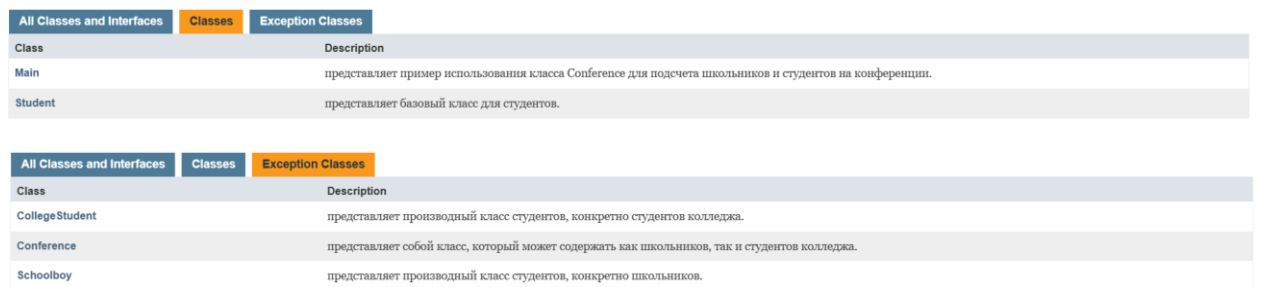 All Classes and Interfaces Classes Exception Classes
Class Description
Main представляет пример использования класса Conference для подсчета школьников и студентов на конференции.
Student представляет базовый класс для студентов.
All Classes and Interfaces Classes Exception Classes
Class Description
CollegeStudent представляет производный класс студентов, конкретно студентов колледжа.
Conference представляет собой класс, который может содержать как школьников, так и студентов колледжа.
Schoolboy представляет производный класс студентов, конкретно школьников.